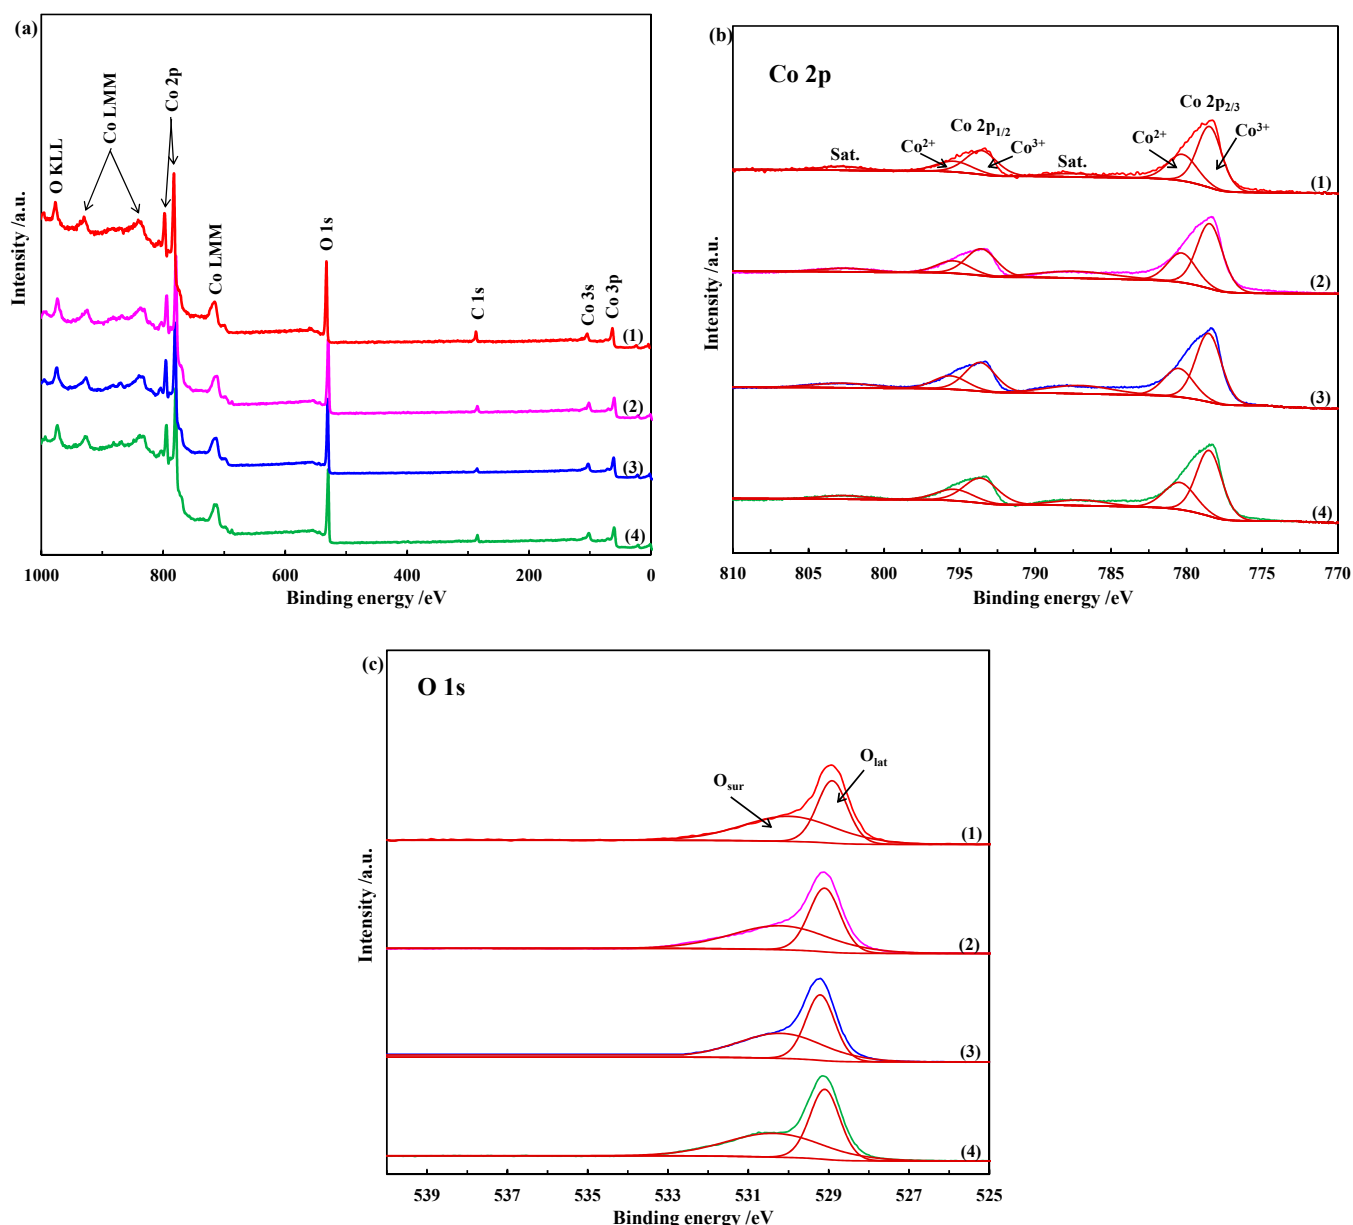 (a)
Intensity /a.u.
O KLL
Co LMM
Co 2p
Co LMM
O 1s
C 1s
Co 3s
Co 3p
(1)
(2)
(3)
(4)
1000 800 600 400 200 0
Binding energy /eV
(b)
Co 2p
Intensity /a.u.
Co 2p2/3
Co 2p1/2
Co2+ Co3+
Co2+ Co3+
Sat. Sat.
(1)
(2)
(3)
(4)
810 805 800 795 790 785 780 775 770
Binding energy /eV
(c)
O 1s
Intensity /a.u.
Olat
Osur
(1)
(2)
(3)
(4)
539 537 535 533 531 529 527 525
Binding energy /eV